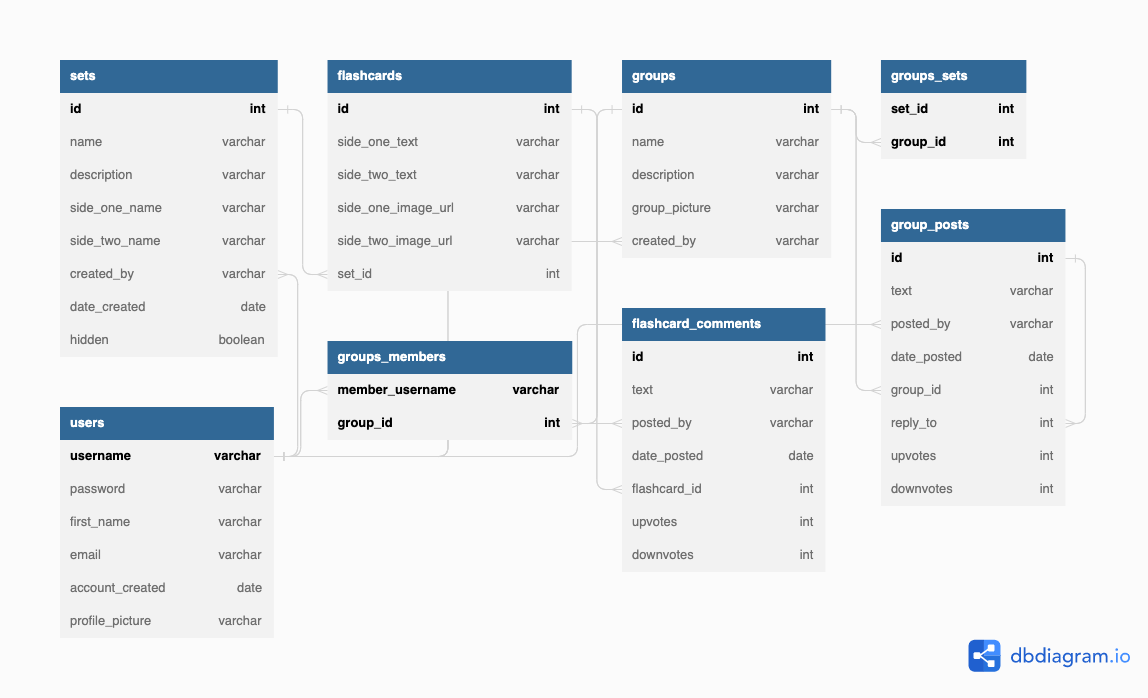 sets
id int
name varchar
description varchar
side_one_name varchar
side_two_name varchar
created_by varchar
date_created date
hidden boolean
flashcards
id int
side_one_text varchar
side_two_text varchar
side_one_image_url varchar
side_two_image_url varchar
set_id int
groups
id int
name varchar
description varchar
group_picture varchar
created_by varchar
groups_sets
set_id int
group_id int
group_posts
id int
text varchar
posted_by varchar
date_posted date
group_id int
reply_to int
upvotes int
downvotes int
flashcard_comments
id int
text varchar
posted_by varchar
date_posted date
flashcard_id int
upvotes int
downvotes int
groups_members
member_username varchar
group_id int
users
username varchar
password varchar
first_name varchar
email varchar
account_created date
profile_picture varchar
dbdiagram.io